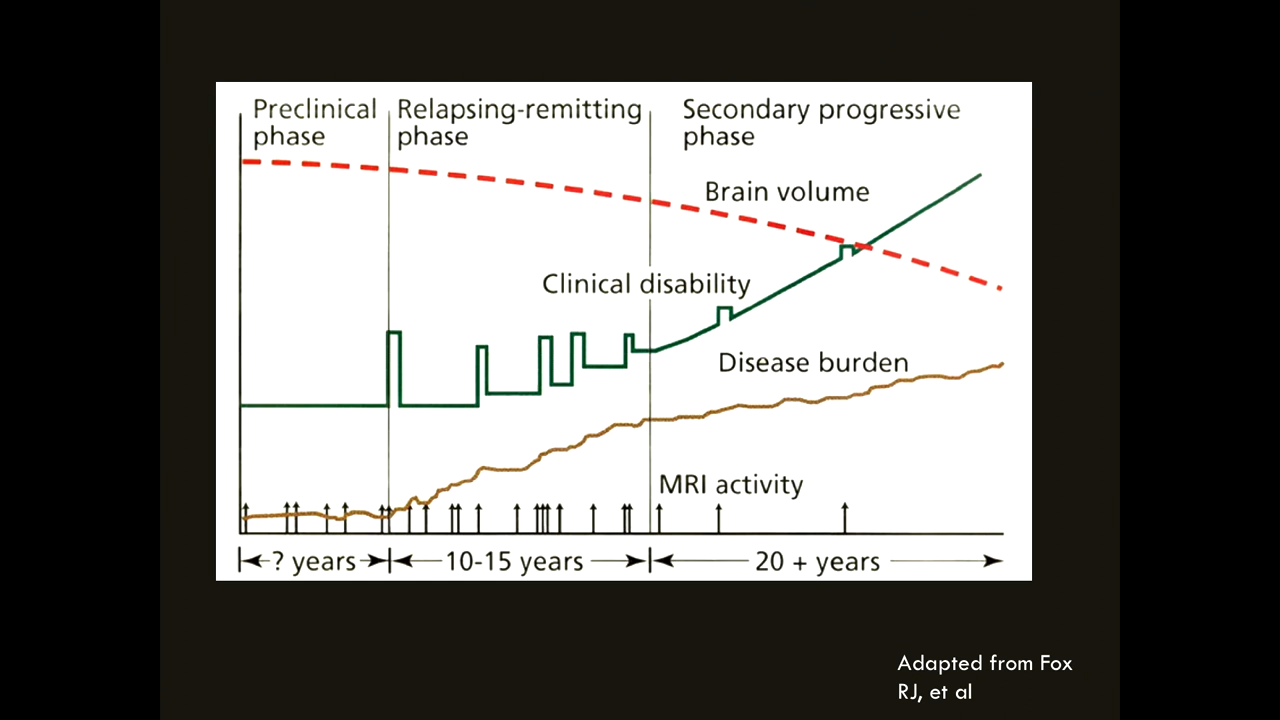 Preclinical
phase
Relapsing-remitting
phase
Secondary progressive
phase
Brain volume
Clinical disability
Disease burden
MRI activity
? years
10-15 years
20 + years
Adapted from Fox
RJ, et al